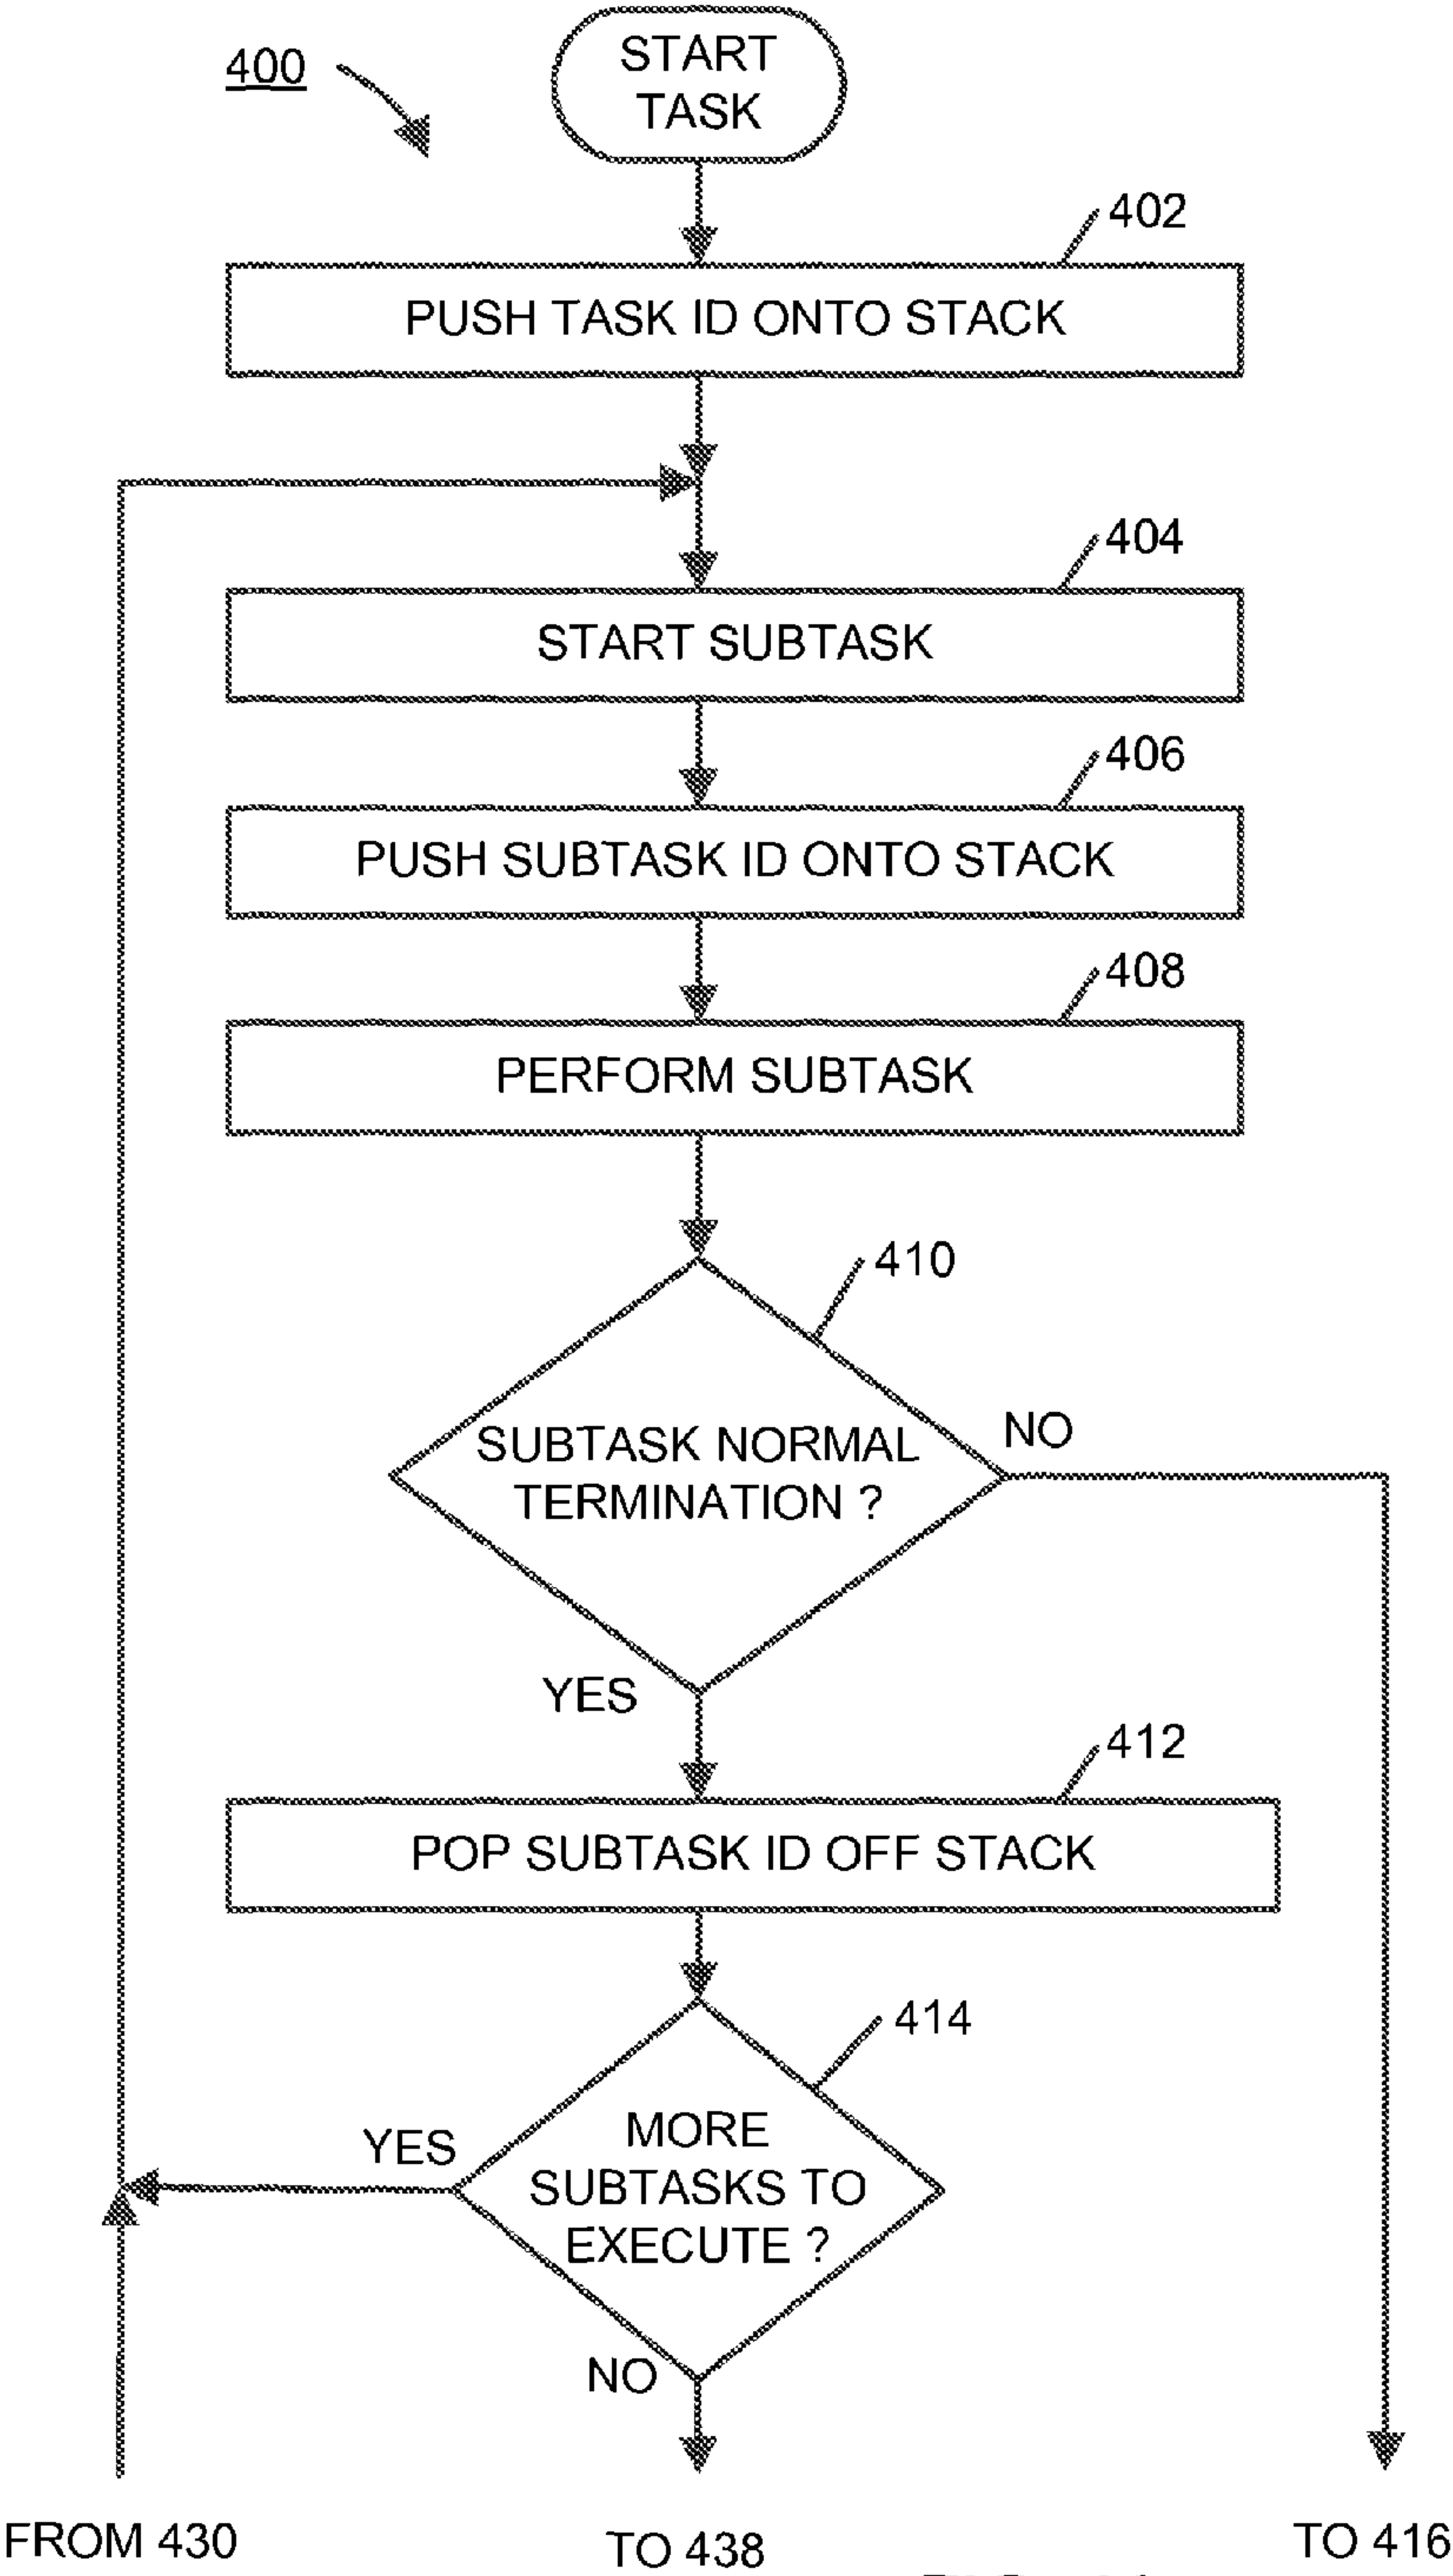 400
START
TASK
402
PUSH TASK ID ONTO STACK
404
START SUBTASK
406
PUSH SUBTASK ID ONTO STACK
408
PERFORM SUBTASK
410
SUBTASK NORMAL
TERMINATION ?
NO
YES
412
POP SUBTASK ID OFF STACK
414
MORE
SUBTASKS TO
EXECUTE ?
YES
NO
FROM 430
TO 438
TO 416